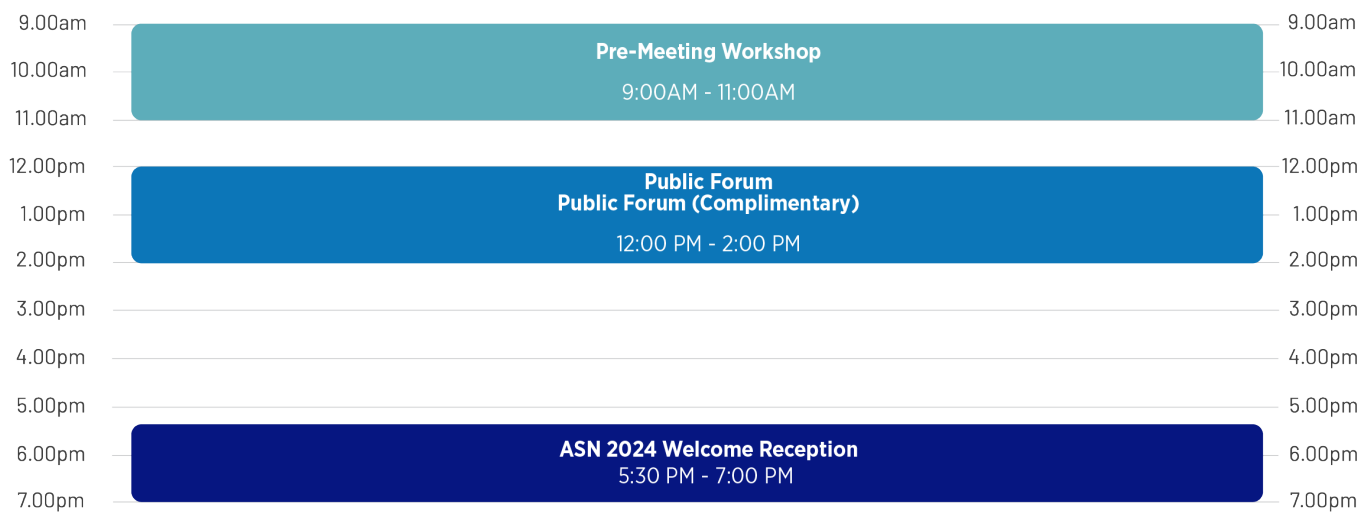 9.00am 9.00am
Pre-Meeting Workshop
10.00am 10.00am
9:00AM - 11:00AM
11.00am 11.00am
12.00pm 12.00pm
Public Forum
Public Forum (Complimentary)
1.00pm 1.00pm
12:00 PM - 2:00 PM
2.00pm 2.00pm
3.00pm 3.00pm
4.00pm 4.00pm
5.00pm 5.00pm
ASN 2024 Welcome Reception
6.00pm 6.00pm
5:30 PM - 7:00 PM
7.00pm 7.00pm